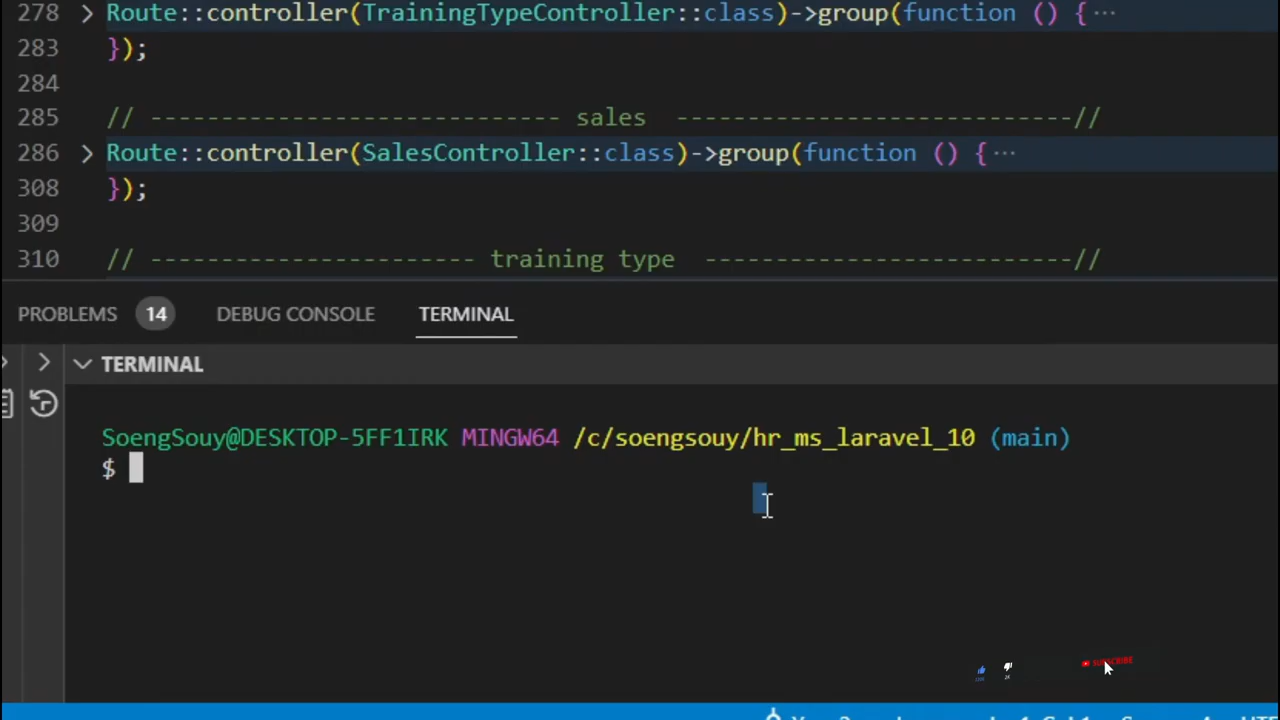 278 > Route::controller(TrainingTypeController::class)->group(function () {···
283 });
284
285 // ----------------------------- sales ----------------------------//
286 > Route::controller(SalesController::class)->group(function () {···
308 });
309
310 // ----------------------- training type --------------------------//
PROBLEMS 14 DEBUG CONSOLE TERMINAL
TERMINAL
SoengSouy@DESKTOP-5FF1IRK MINGW64 /c/soengsouy/hr_ms_laravel_10 (main)
$
SUBSCRIBE